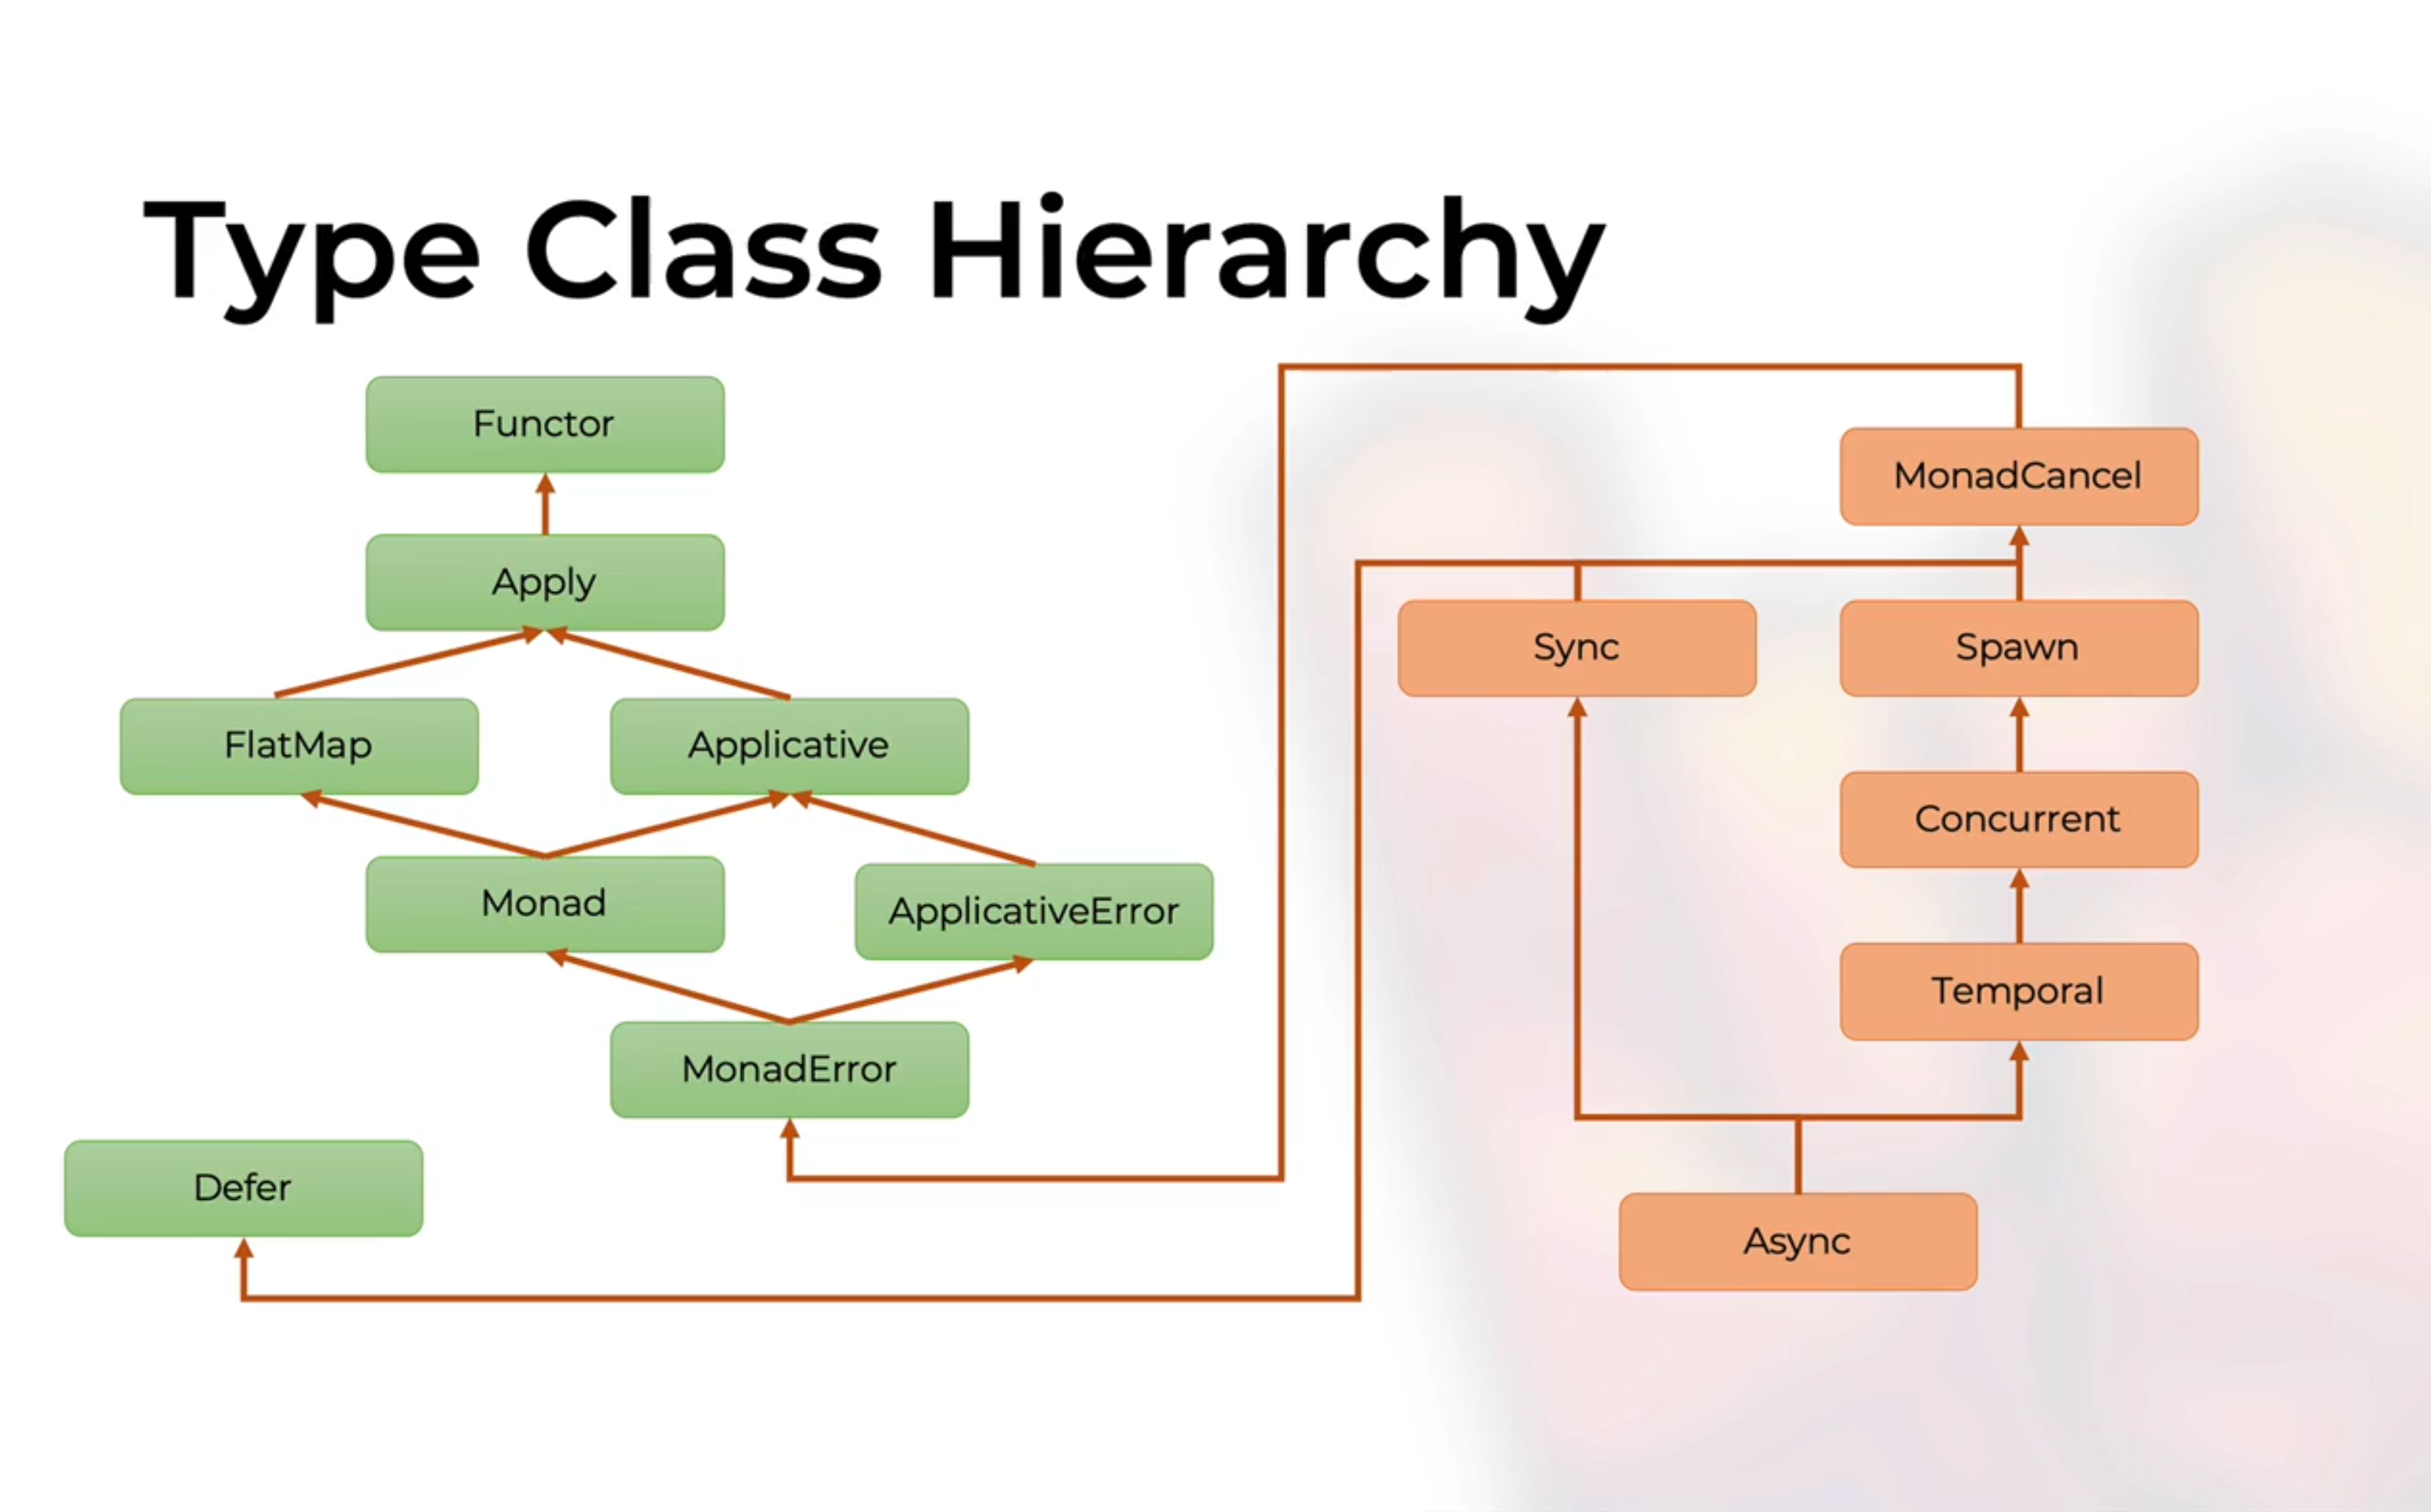 Type Class Hierarchy
Functor
Apply
FlatMap
Applicative
Monad
ApplicativeError
MonadError
Defer
MonadCancel
Sync
Spawn
Concurrent
Temporal
Async